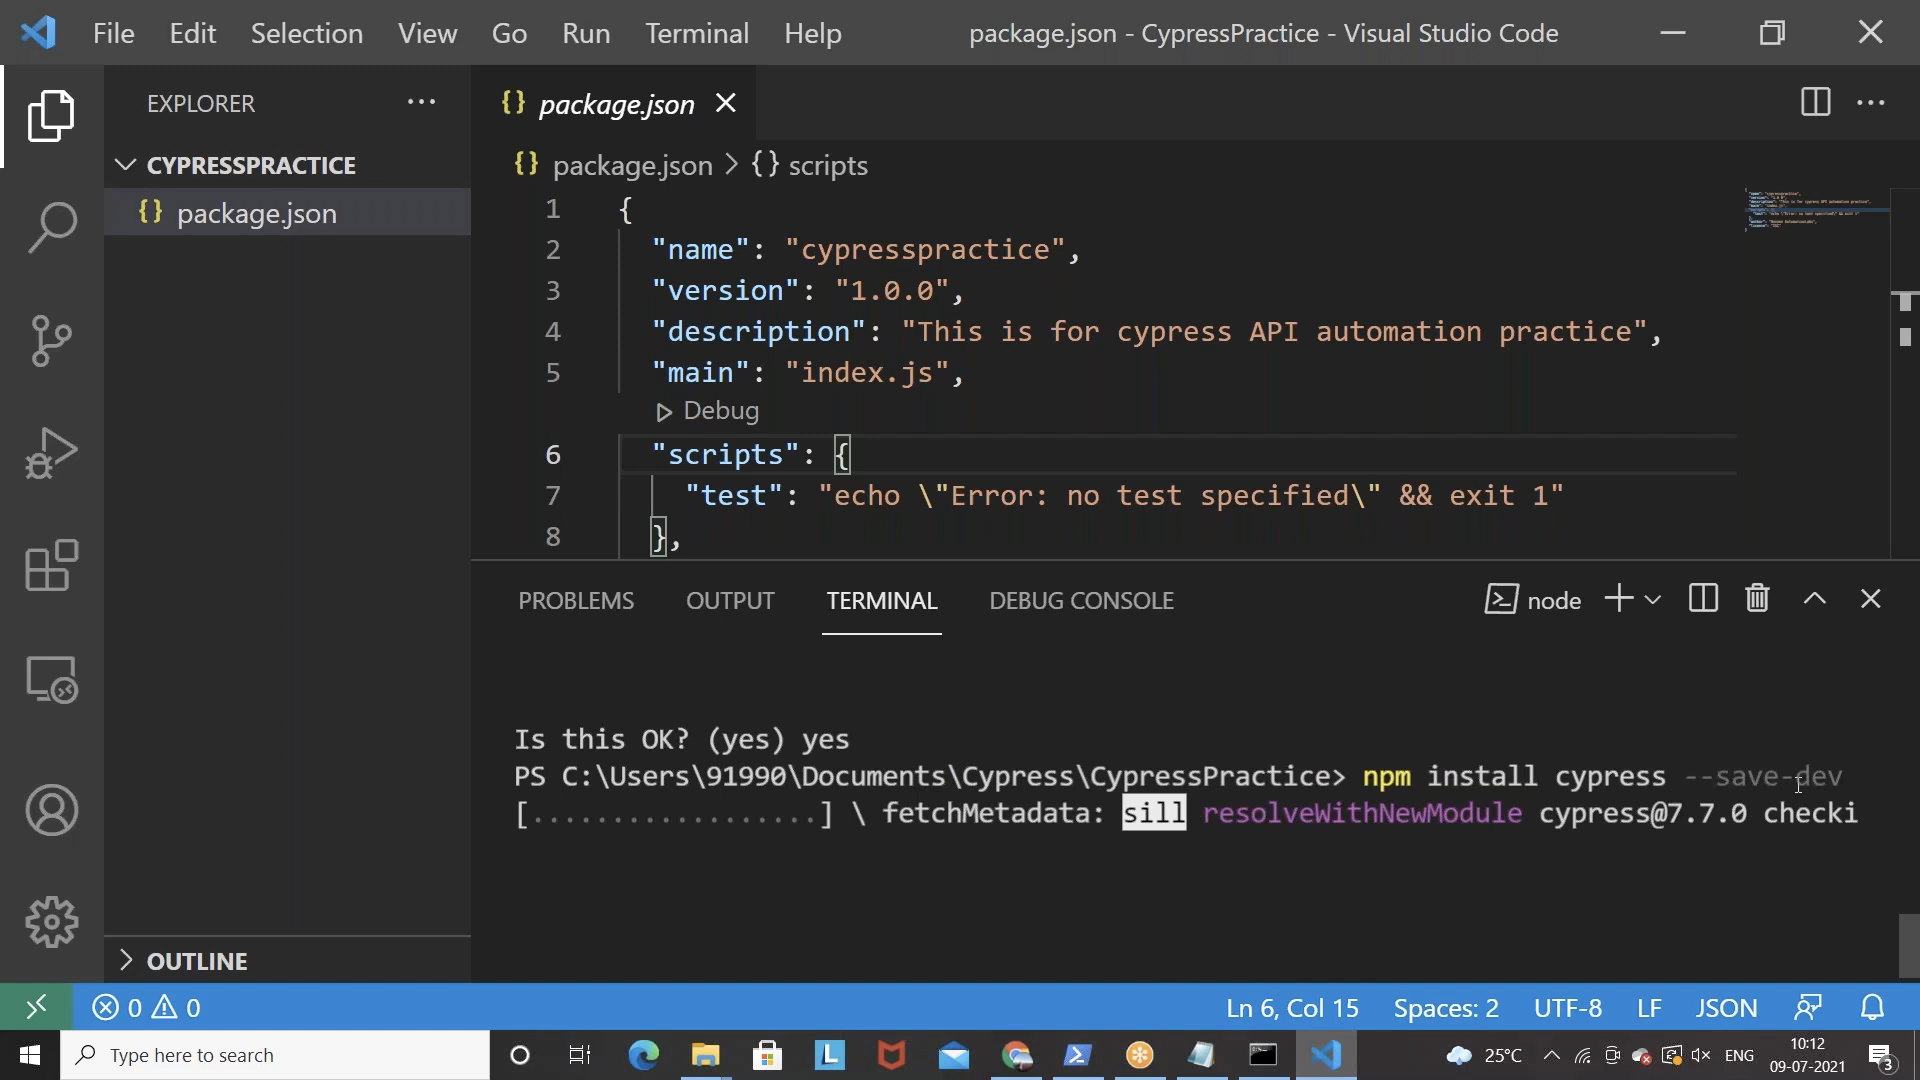 File Edit Selection View Go Run Terminal Help package.json - CypressPractice - Visual Studio Code
EXPLORER
package.json
CYPRESSPRACTICE
package.json > {} scripts
{} package.json
1 {
2 "name": "cypresspractice",
3 "version": "1.0.0",
4 "description": "This is for cypress API automation practice",
5 "main": "index.js",
Debug
6 "scripts": {
7 "test": "echo \"Error: no test specified\" && exit 1"
8 },
PROBLEMS OUTPUT TERMINAL DEBUG CONSOLE node
Is this OK? (yes) yes
PS C:\Users\91990\Documents\Cypress\CypressPractice> npm install cypress --save-dev
[..................] \ fetchMetadata: sill resolveWithNewModule cypress@7.7.0 checki
OUTLINE
0 0 Ln 6, Col 15 Spaces: 2 UTF-8 LF JSON
Type here to search 25°C ENG 10:12
09-07-2021 3